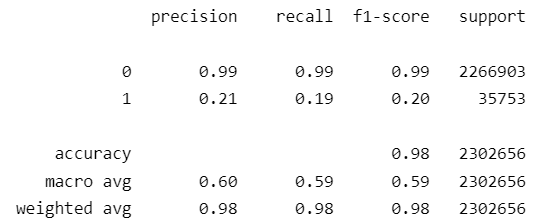 precision recall f1-score support
0 0.99 0.99 0.99 2266903
1 0.21 0.19 0.20 35753
accuracy 0.98 2302656
macro avg 0.60 0.59 0.59 2302656
weighted avg 0.98 0.98 0.98 2302656